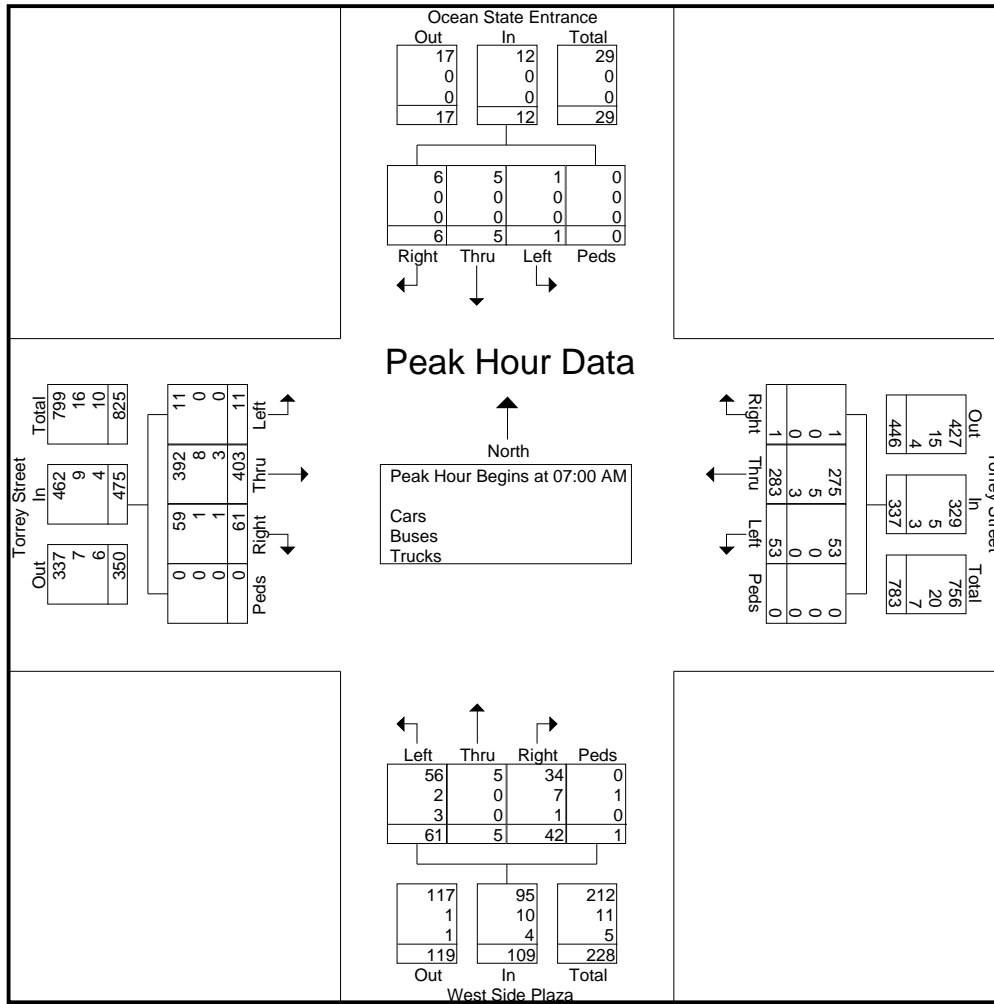 Ocean State Entrance
Out In Total
17 12 29
0 0 0
0 0 0
17 12 29
6 5 1 0
0 0 0 0
0 0 0 0
6 5 1 0
Right Thru Left Peds
Peak Hour Data
North
Peak Hour Begins at 07:00 AM
Cars
Buses
Trucks
Torrey Street
Out In Total
337 462 799
7 9 16
6 4 10
350 475 825
Peds Right Thru Left
0 59 392 11
0 1 8 0
0 1 3 0
0 61 403 11
Torrey Street
Out In Total
427 329 756
15 5 20
4 3 7
446 337 783
Right Thru Left Peds
1 275 53 0
0 5 0 0
0 3 0 0
1 283 53 0
Left Thru Right Peds
56 5 34 0
2 0 7 1
3 0 1 0
61 5 42 1
117 95 212
1 10 11
1 4 5
119 109 228
Out In Total
West Side Plaza